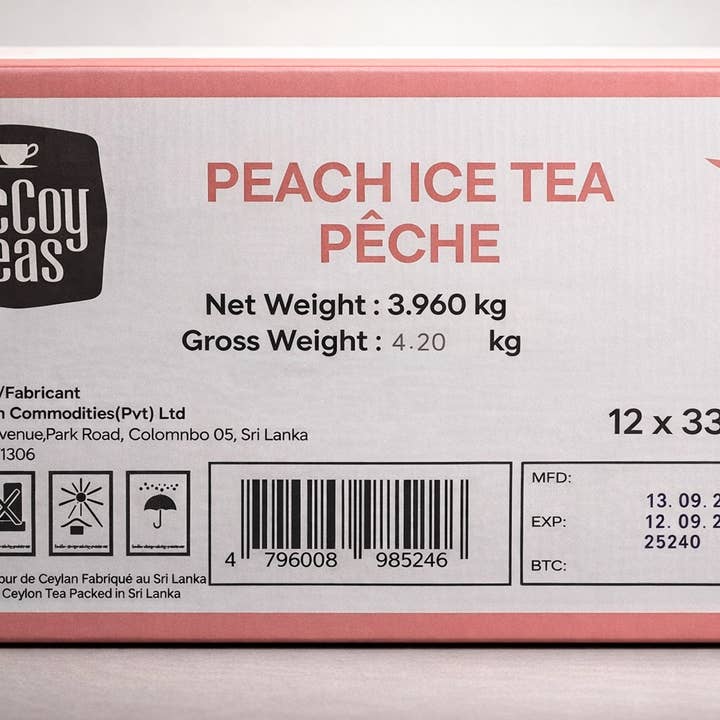 eCoy
eas
PEACH ICE TEA
PÊCHE
Net Weight : 3.960 kg
Gross Weight : 4.20 kg
/Fabricant
n Commodities(Pvt) Ltd
venue,Park Road, Colomnbo 05, Sri Lanka
1306
12 x 33
MFD:
13. 09. 2
EXP: 12. 09. 2
25240
BTC:
4 796008 985246
our de Ceylan Fabriqué au Sri Lanka
Ceylon Tea Packed in Sri Lanka